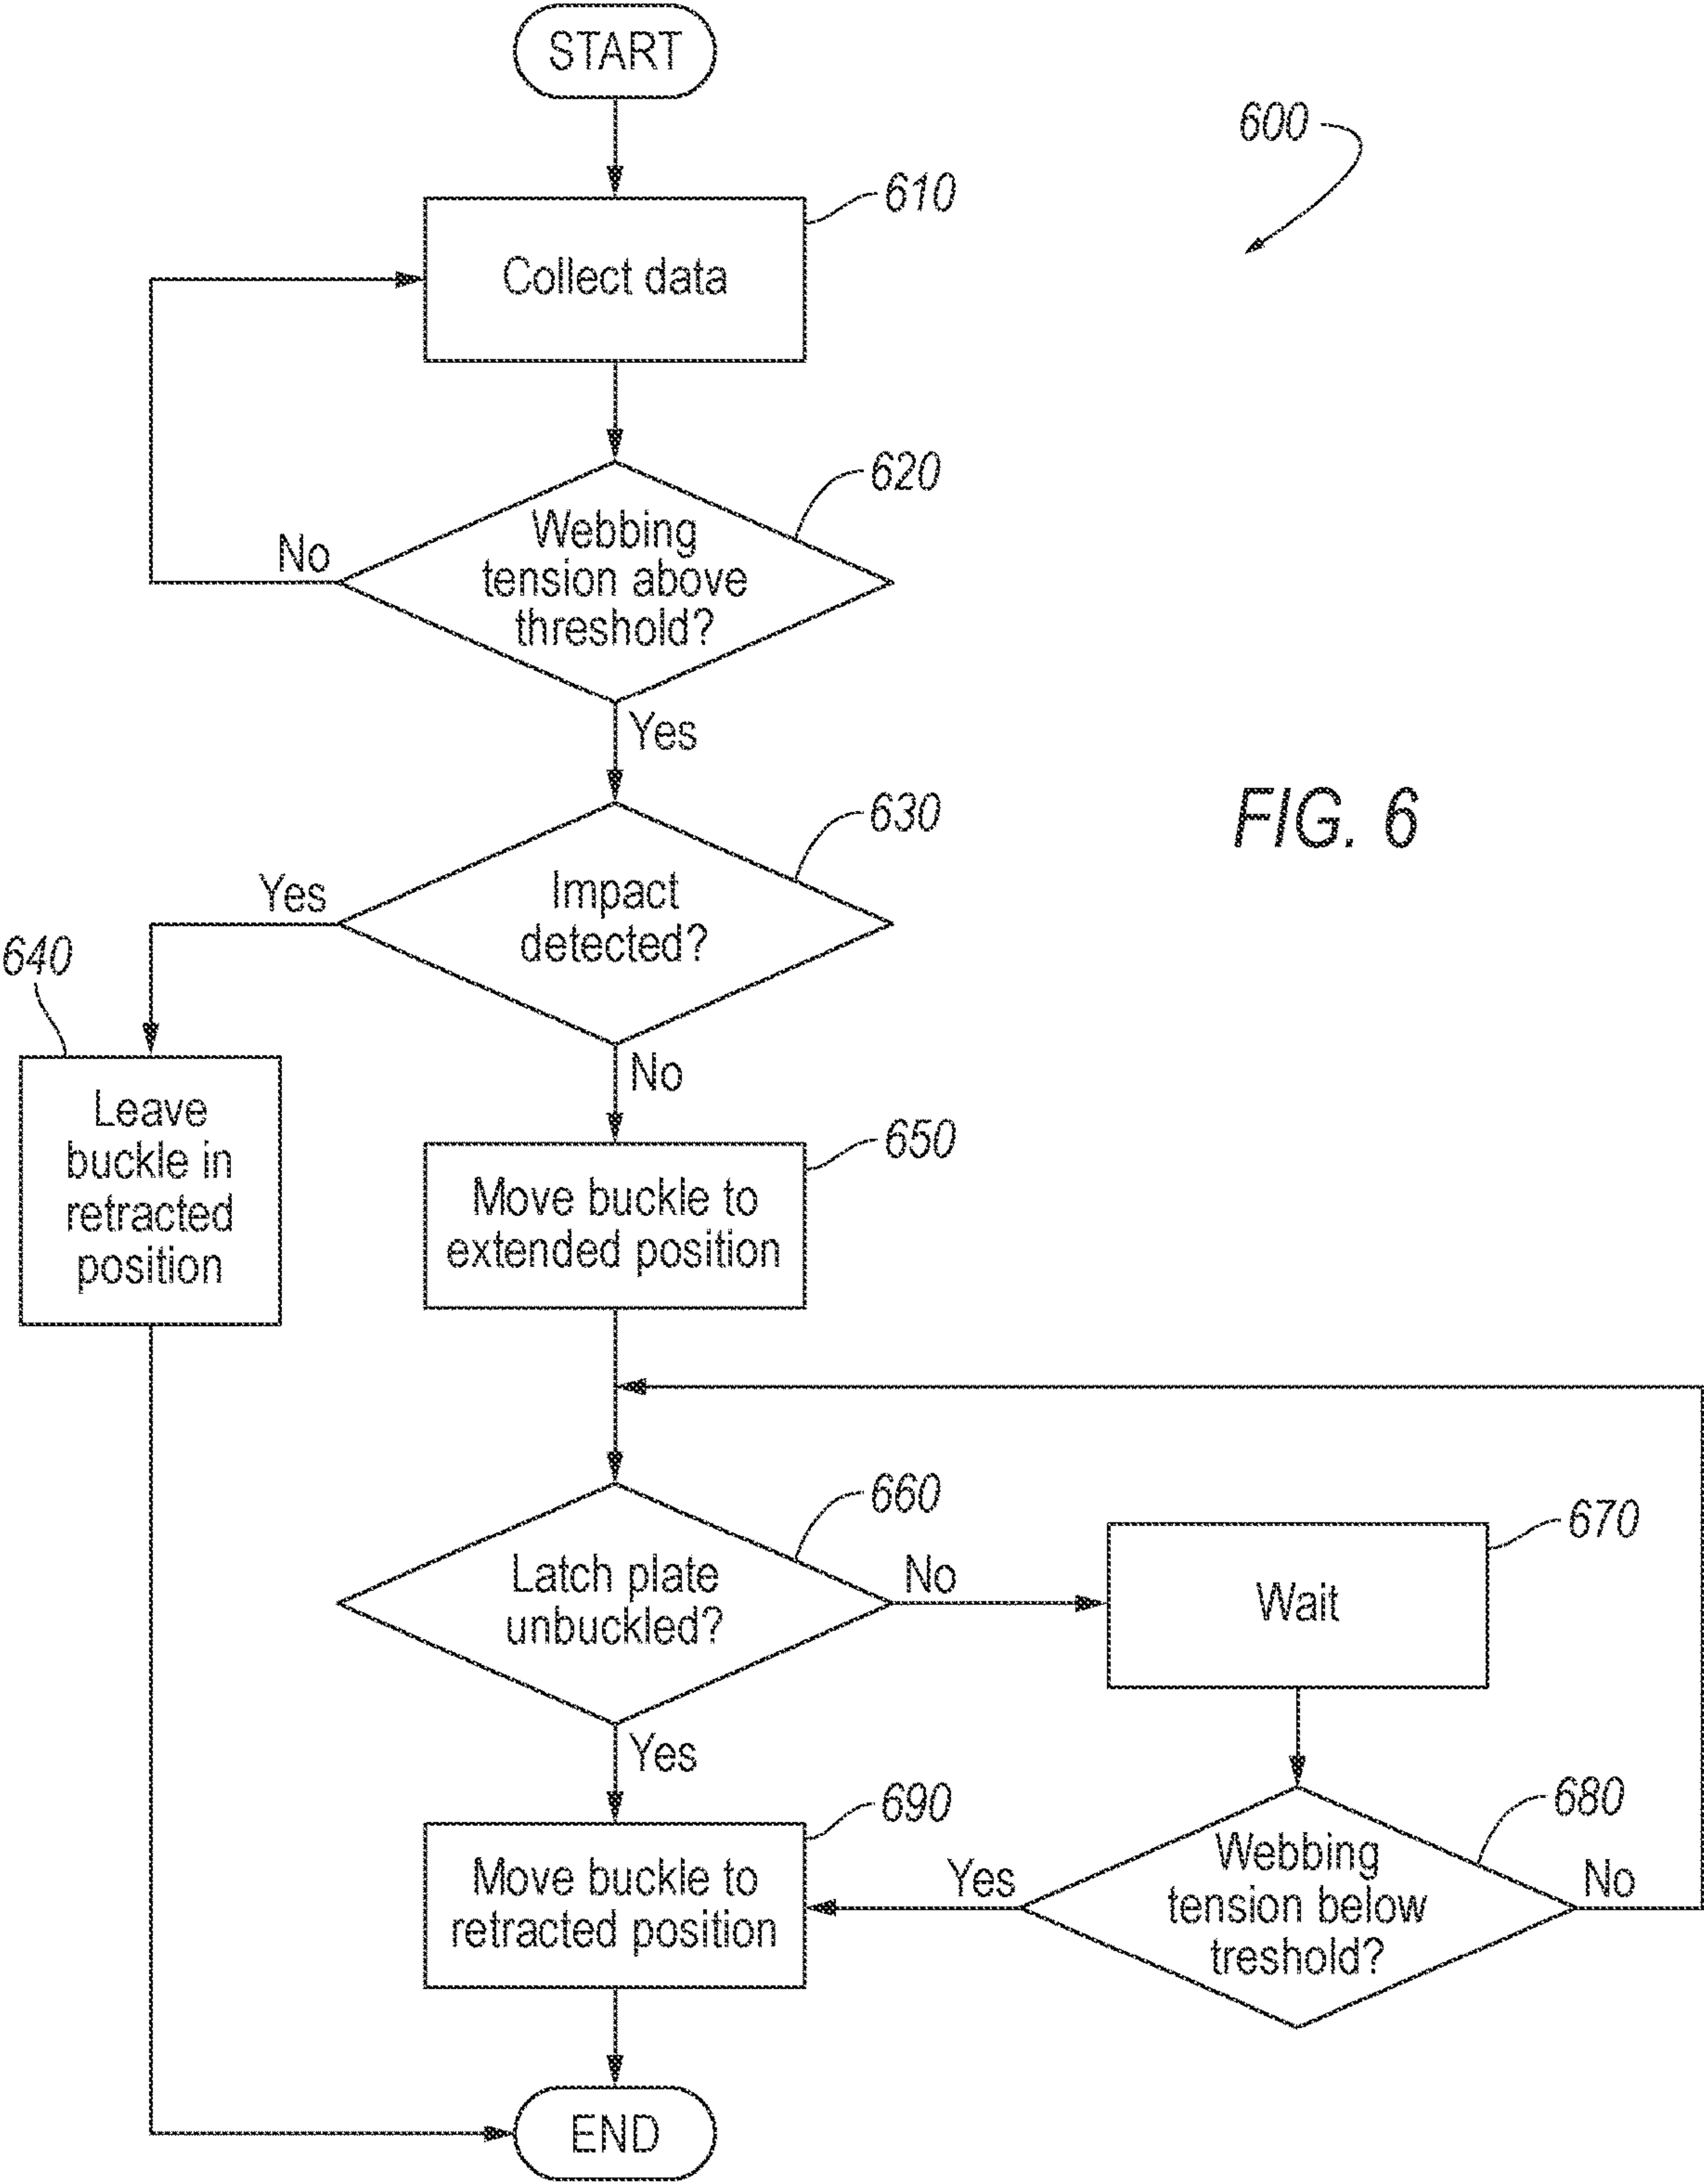 START
600
610
Collect data
620
Webbing
tension above
threshold?
No
Yes
630
Impact
detected?
Yes
No
640
Leave
buckle in
retracted
position
FIG. 6
650
Move buckle to
extended position
660
Latch plate
unbuckled?
No
670
Wait
Yes
680
Webbing
tension below
treshold?
Yes
No
690
Move buckle to
retracted position
END